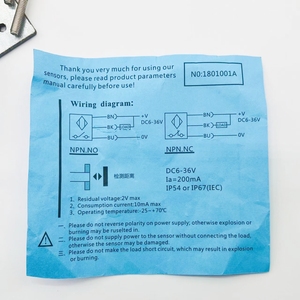 Thank you very much for using our
sensors, please read product parameters
manual carefully before use!
N0:1801001A
Wiring diagram:
BN +V
BK DC6-36V
BU 0V
NPN.NO
BN +V
BK DC6-36V
BU 0V
NPN.NC
检测距离
DC6-36V
Ia=200mA
IP54 or IP67(IEC)
1. Residual voltage:2V max
2. Consumption current:10mA max
3. Operating temperature:-25~+70℃
一. Please do not reverse polarity on power supply; otherwise explosion or
burning may be resulted in.
二. Please do not supply power to the sensor without connecting the load,
otherwise the sensor may be damaged.
三. Please do not make the load short circuit, which may result in explosion
or burning.